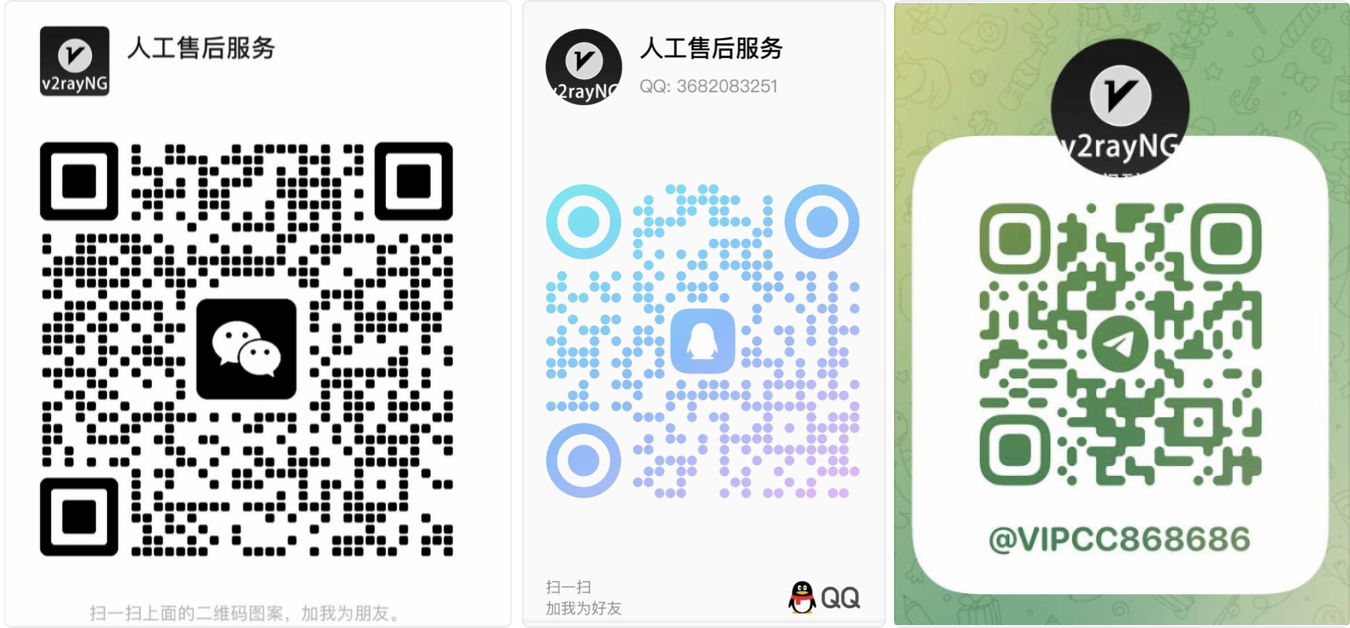 v2rayNG
人工售后服务
扫一扫上面的二维码图案，加我为朋友。
v2rayNG
人工售后服务
QQ: 3682083251
扫一扫
加我为好友
QQ
v2rayNG
@VIPCC868686